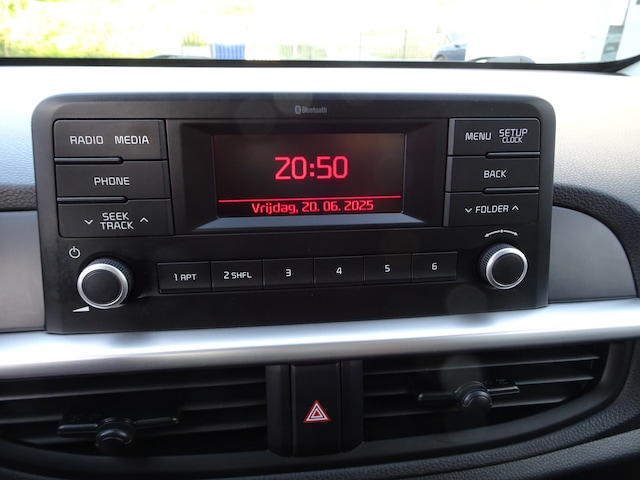 Bluetooth
RADIO MEDIA
PHONE
SEEK
TRACK
20:50
Vrijdag, 20. 06. 2025
MENU SETUP
CLOCK
BACK
FOLDER
1 RPT 2 SHFL 3 4 5 6